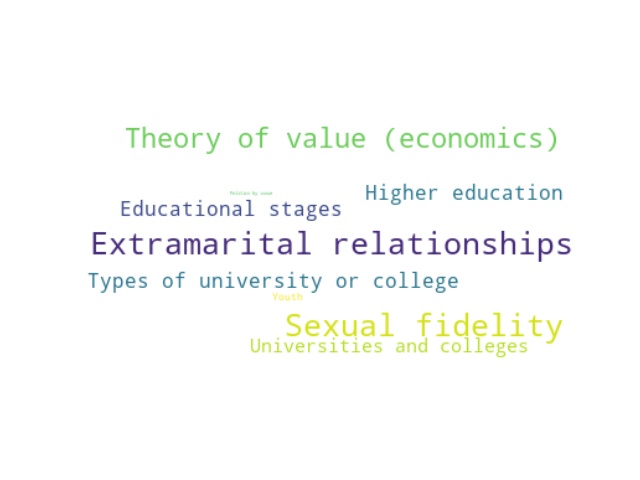 Theory of value (economics)
Higher education
Educational stages
Extramarital relationships
Types of university or college
Youth
Sexual fidelity
Universities and colleges